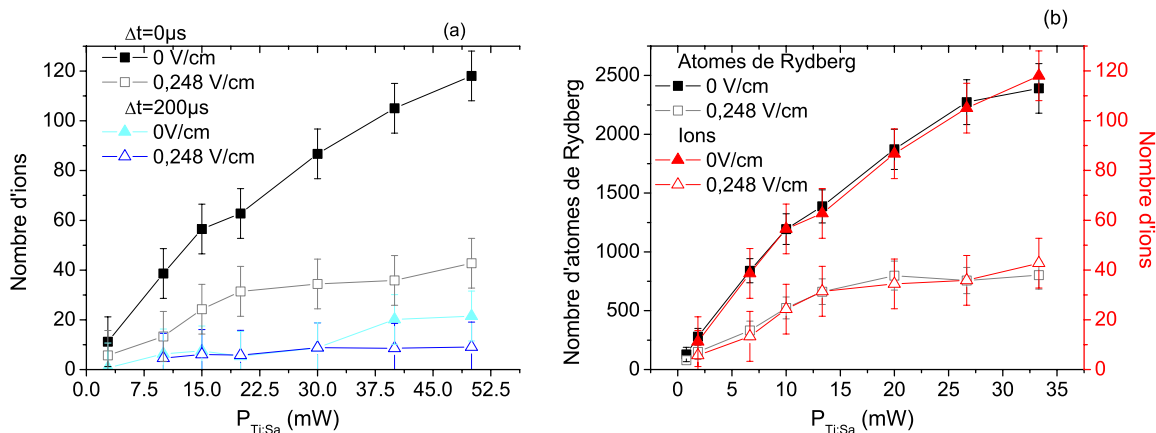 (a)
Δt=0µs
0 V/cm
0,248 V/cm
Δt=200µs
0V/cm
0,248 V/cm
Nombre d'ions
0
20
40
60
80
100
120
0.0
7.5
15.0
22.5
30.0
37.5
45.0
52.5
P Ti:Sa (mW)
(b)
Atomes de Rydberg
0 V/cm
0,248 V/cm
Ions
0V/cm
0,248 V/cm
Nombre d'atomes de Rydberg
0
500
1000
1500
2000
2500
0
5
10
15
20
25
30
35
P Ti:Sa (mW)
0
20
40
60
80
100
120
Nombre d'ions